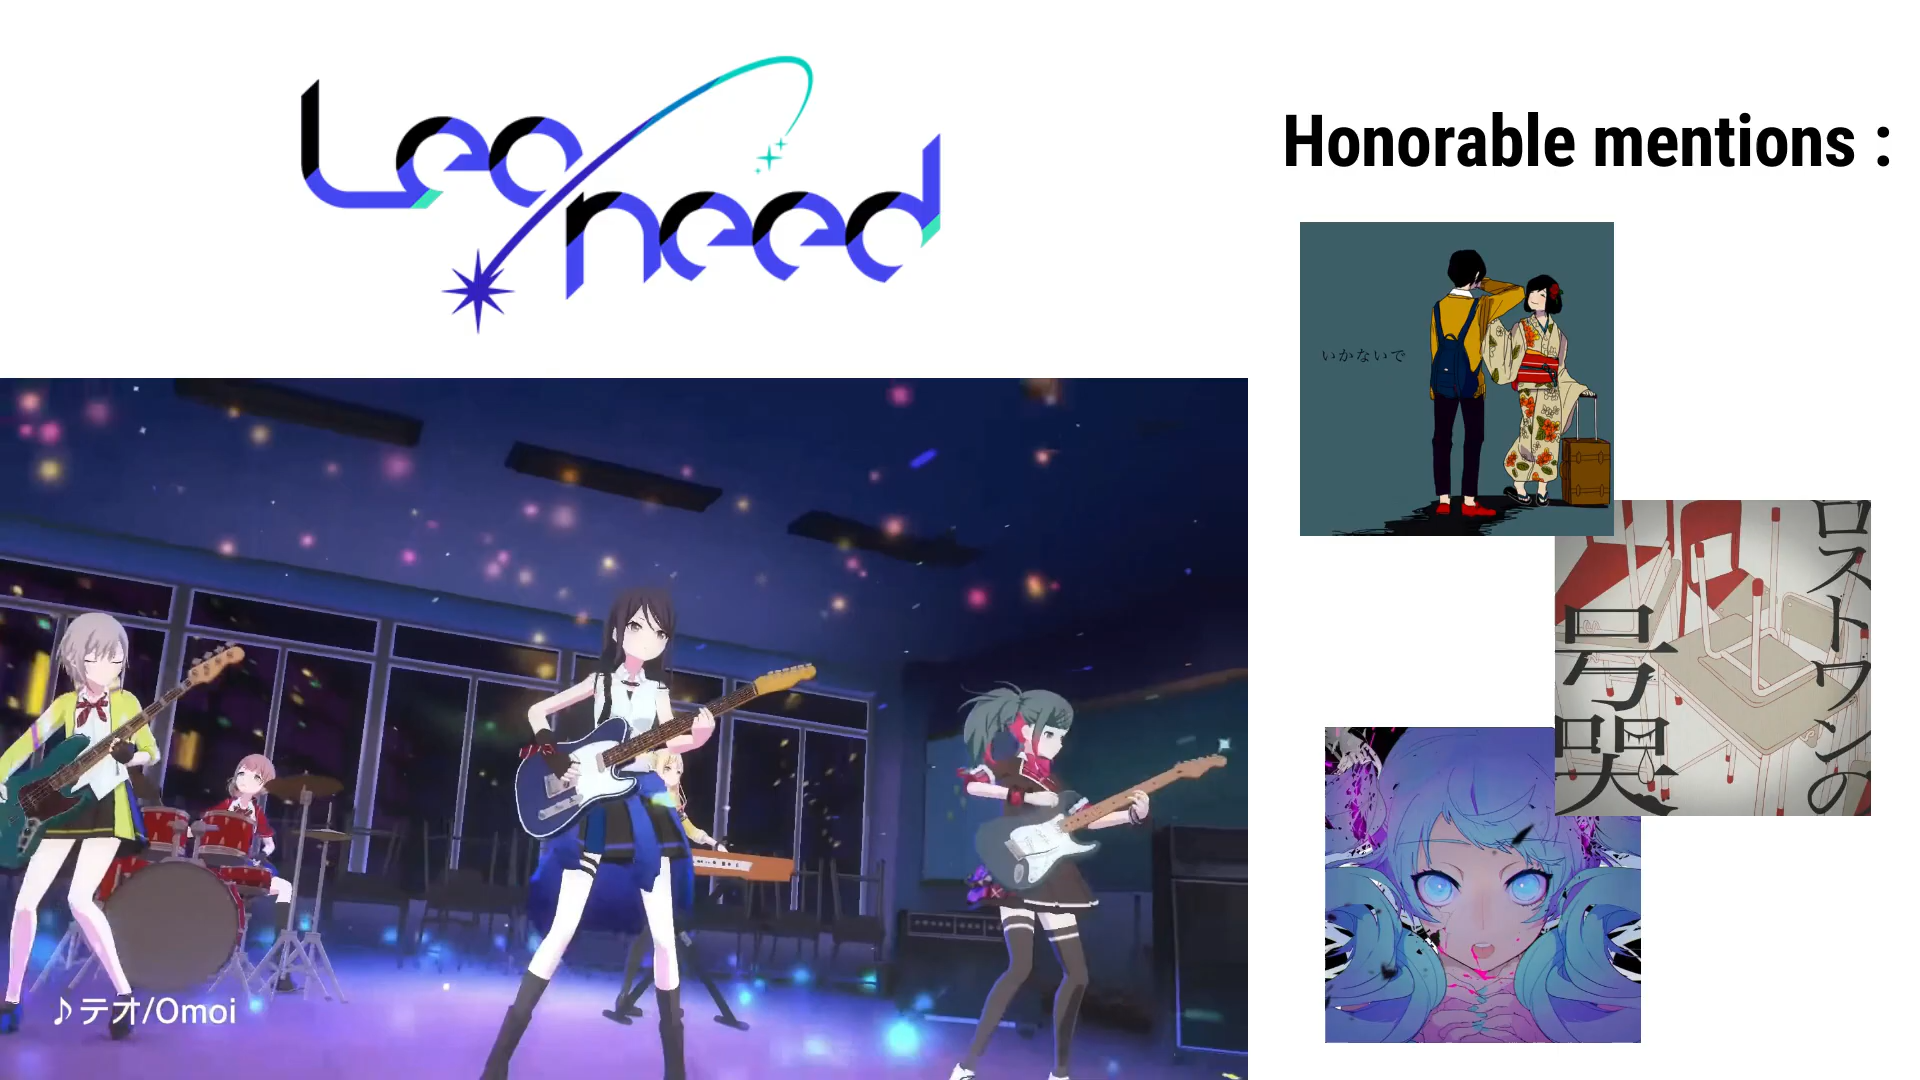 Leo
need
Honorable mentions :
いかないで
ロストワンの
号哭
♪テオ/Omoi